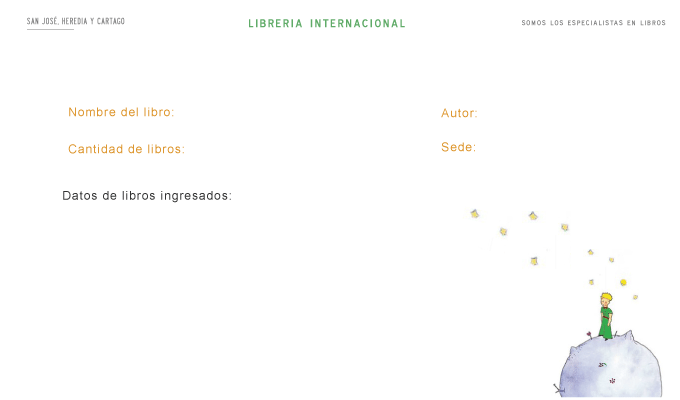 SAN JOSÉ, HEREDIA Y CARTAGO
LIBRERIA INTERNACIONAL
SOMOS LOS ESPECIALISTAS EN LIBROS
Nombre del libro:
Autor:
Cantidad de libros:
Sede:
Datos de libros ingresados: